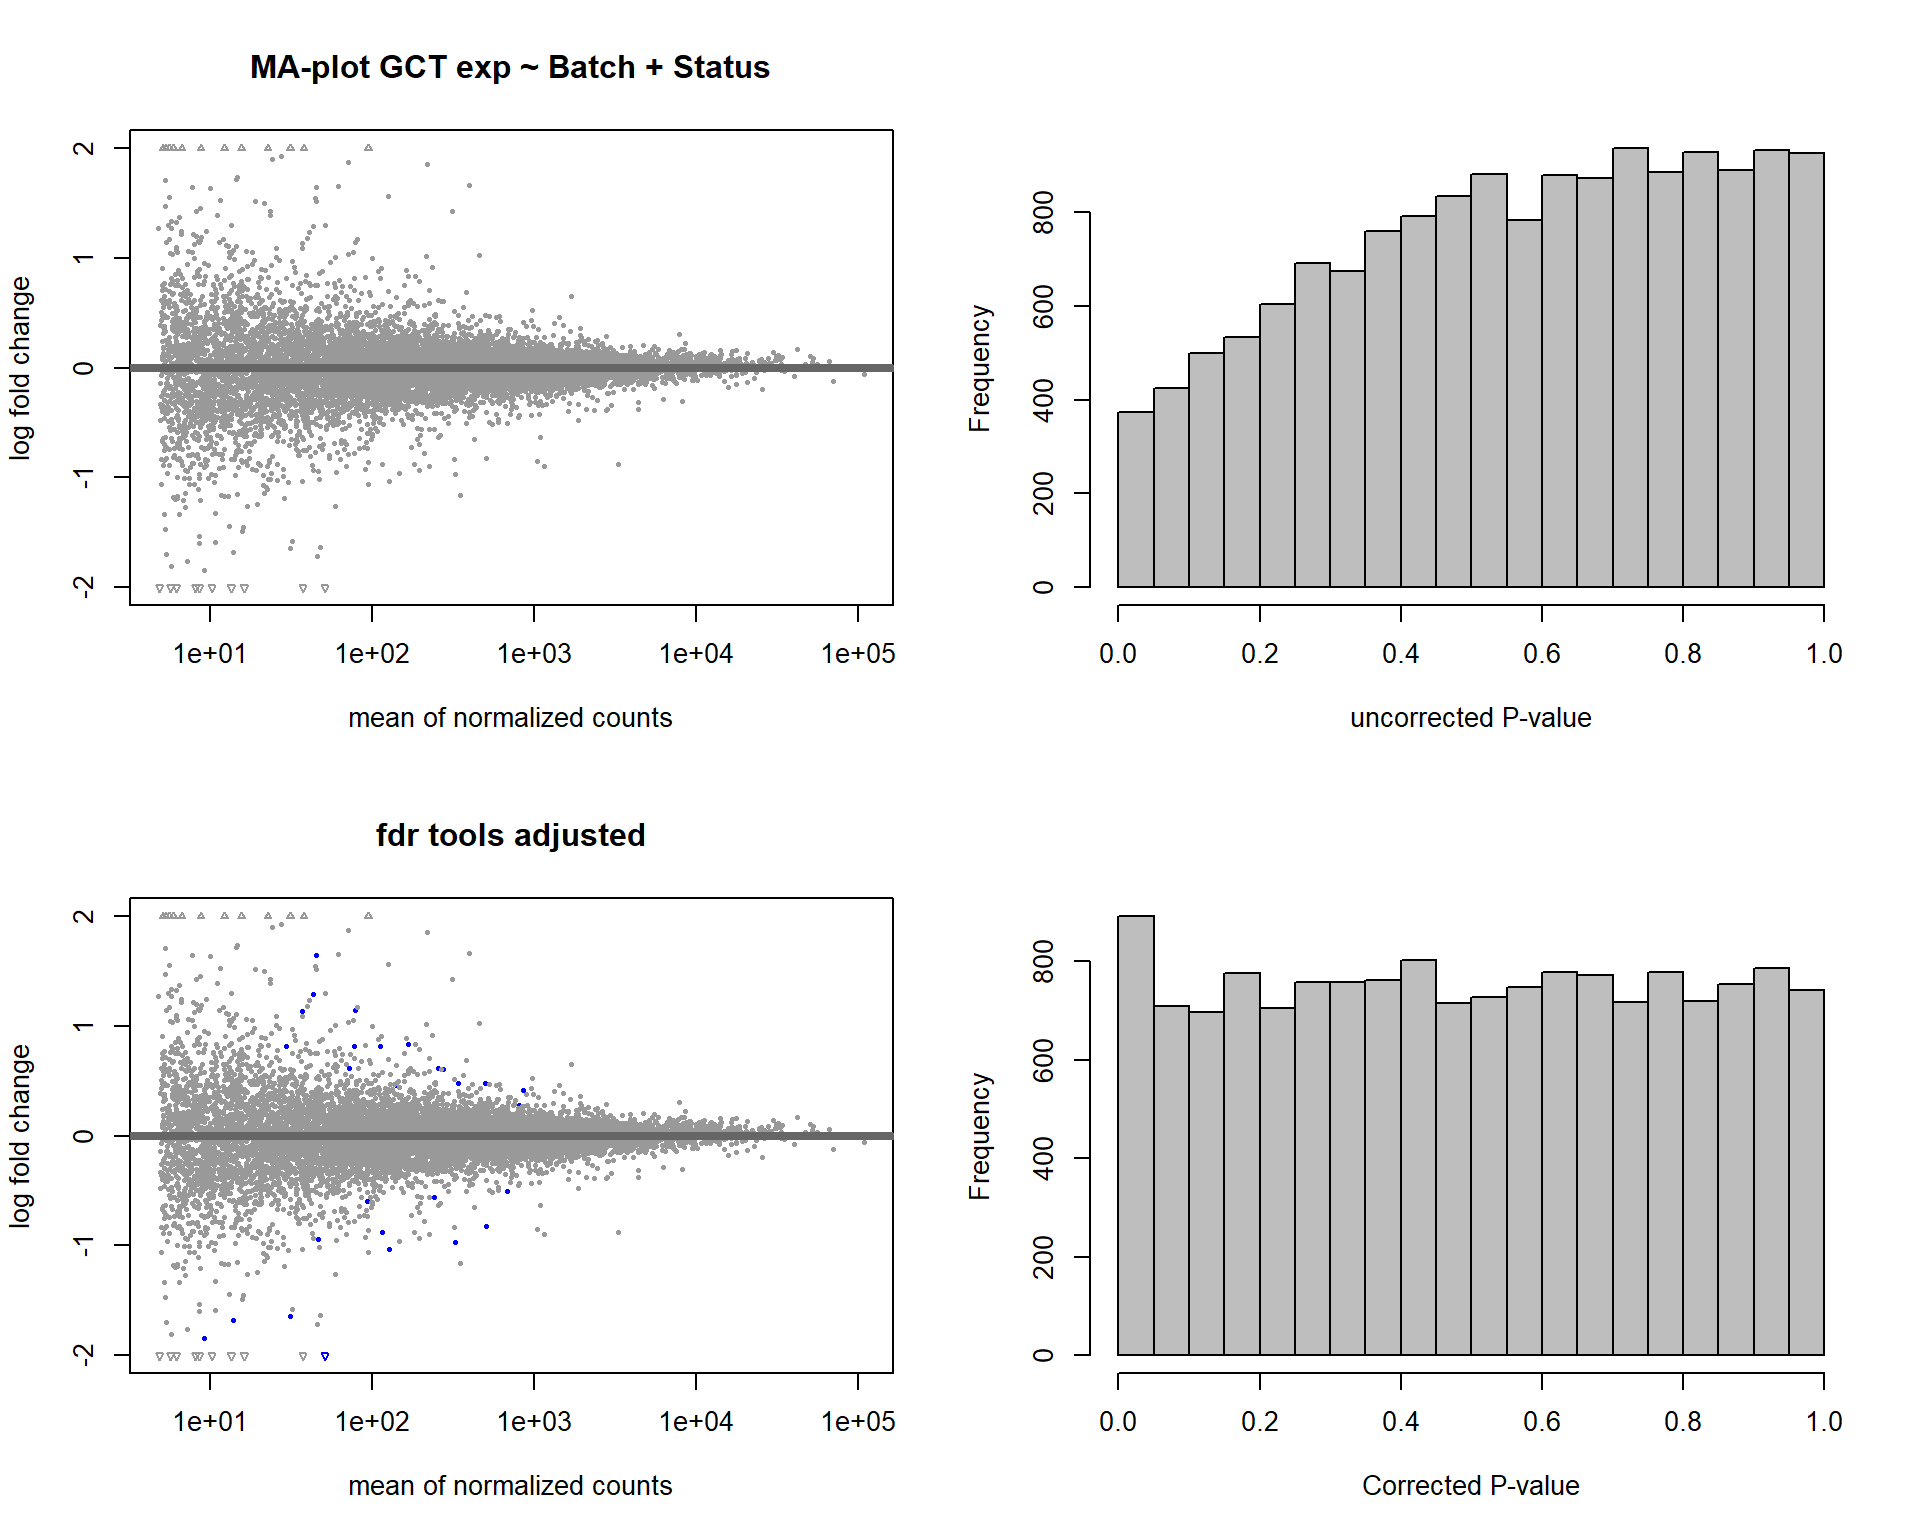 MA-plot GCT exp ~ Batch + Status
log fold change
2
1
0
-1
-2
1e+01 1e+02 1e+03 1e+04 1e+05
mean of normalized counts
Frequency
800
600
400
200
0
0.0 0.2 0.4 0.6 0.8 1.0
uncorrected P-value
fdr tools adjusted
log fold change
2
1
0
-1
-2
1e+01 1e+02 1e+03 1e+04 1e+05
mean of normalized counts
Frequency
800
600
400
200
0
0.0 0.2 0.4 0.6 0.8 1.0
Corrected P-value